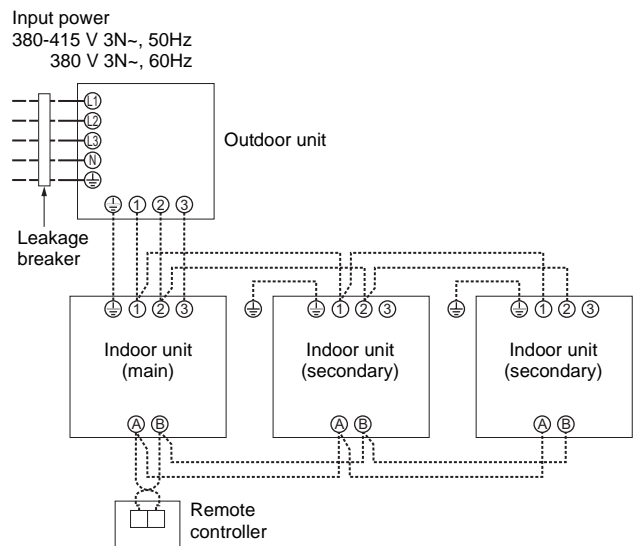 Input power
380-415 V 3N~, 50Hz
380 V 3N~, 60Hz
L1
L2
L3
N
Outdoor unit
1 2 3
Leakage
breaker
1 2 3
1 2 3
1 2 3
Indoor unit
(main)
Indoor unit
(secondary)
Indoor unit
(secondary)
A B
A B
A B
Remote
controller